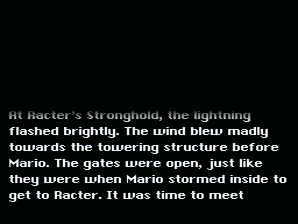 At Racter's Stronghold, the lightning
flashed brightly. The wind blew madly
towards the towering structure before
Mario. The gates were open, just like
they were when Mario stormed inside to
get to Racter. It was time to meet